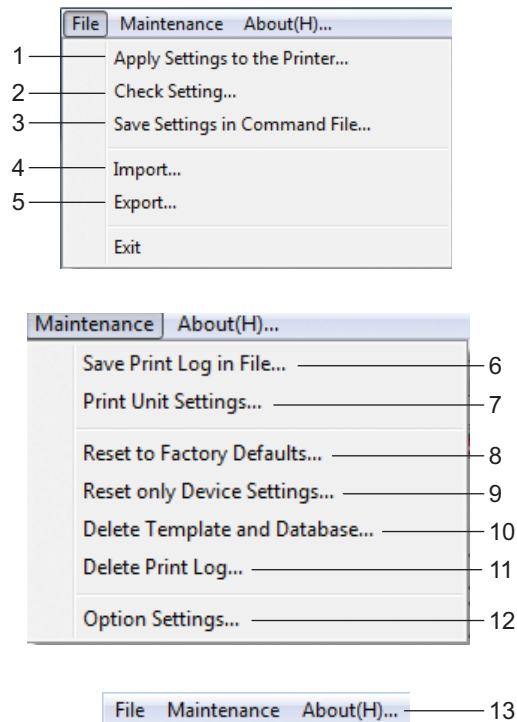 File Maintenance About(H)...
1 Apply Settings to the Printer...
2 Check Setting...
3 Save Settings in Command File...
4 Import...
5 Export...
Exit
Maintenance About(H)...
Save Print Log in File... 6
Print Unit Settings... 7
Reset to Factory Defaults... 8
Reset only Device Settings... 9
Delete Template and Database... 10
Delete Print Log... 11
Option Settings... 12
File Maintenance About(H)... 13